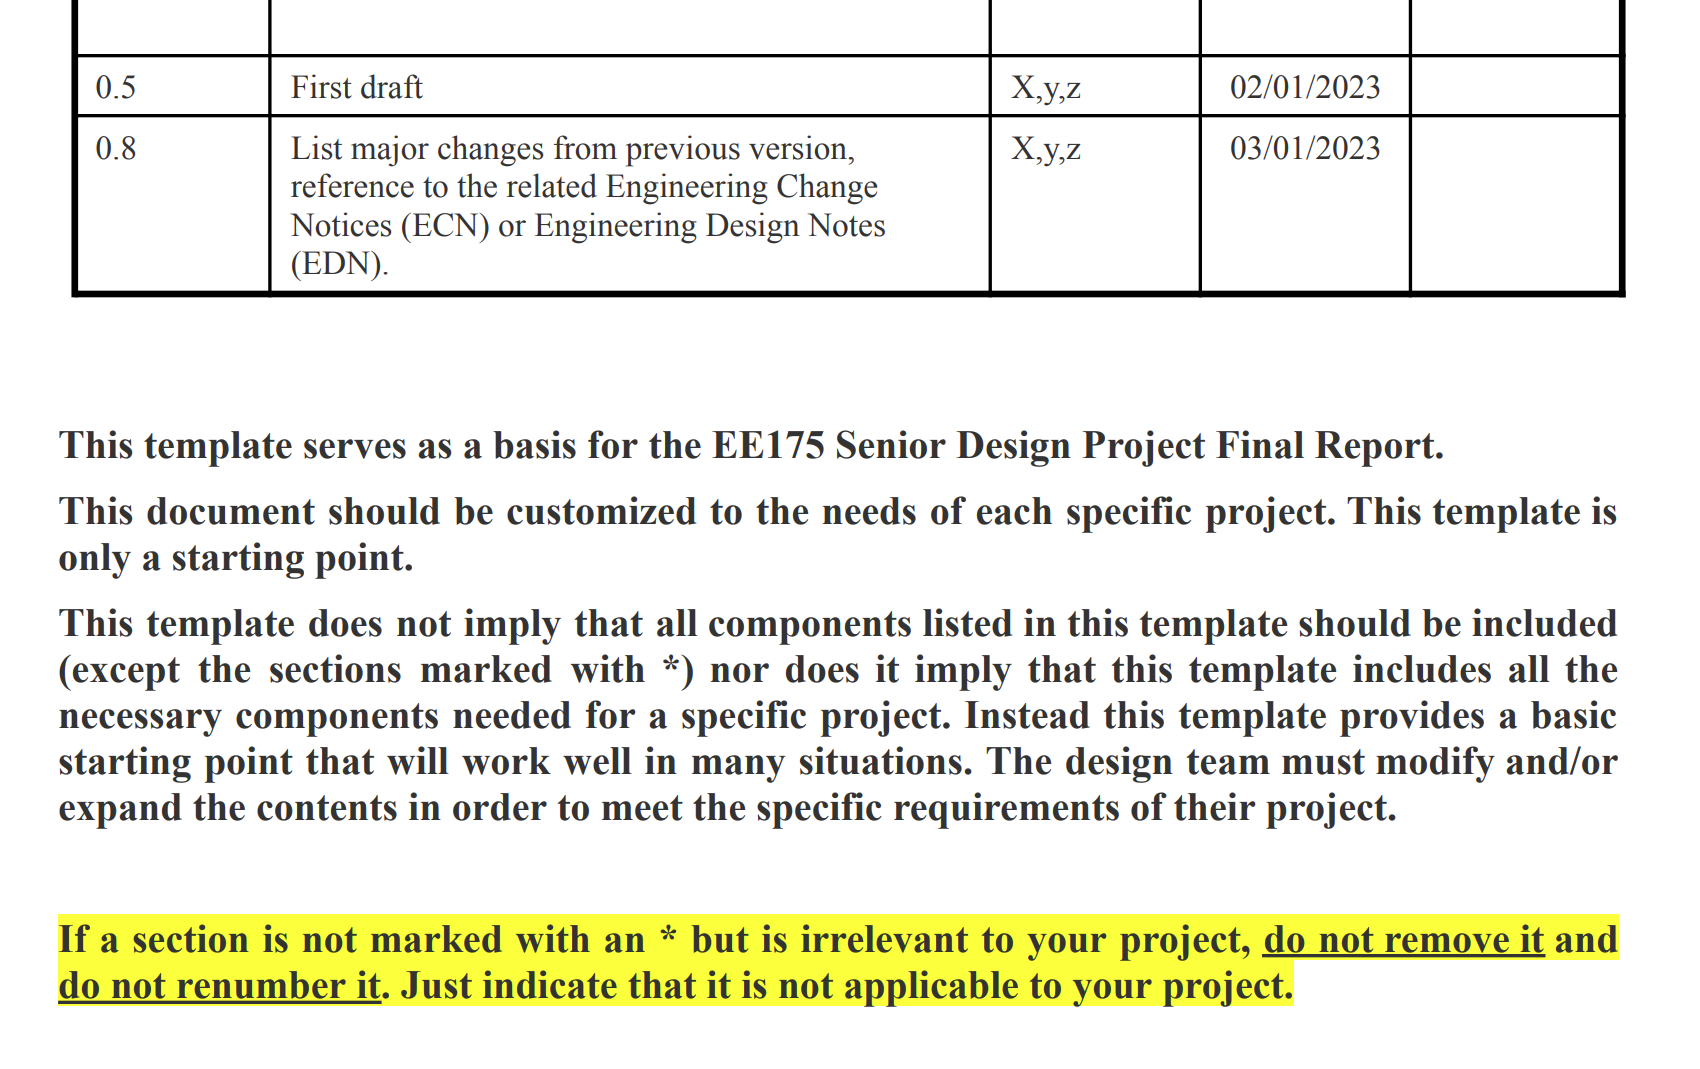 0.5 First draft X,y,z 02/01/2023
0.8 List major changes from previous version, X,y,z 03/01/2023
reference to the related Engineering Change
Notices (ECN) or Engineering Design Notes
(EDN).
This template serves as a basis for the EE175 Senior Design Project Final Report.
This document should be customized to the needs of each specific project. This template is
only a starting point.
This template does not imply that all components listed in this template should be included
(except the sections marked with *) nor does it imply that this template includes all the
necessary components needed for a specific project. Instead this template provides a basic
starting point that will work well in many situations. The design team must modify and/or
expand the contents in order to meet the specific requirements of their project.
If a section is not marked with an * but is irrelevant to your project, do not remove it and
do not renumber it. Just indicate that it is not applicable to your project.